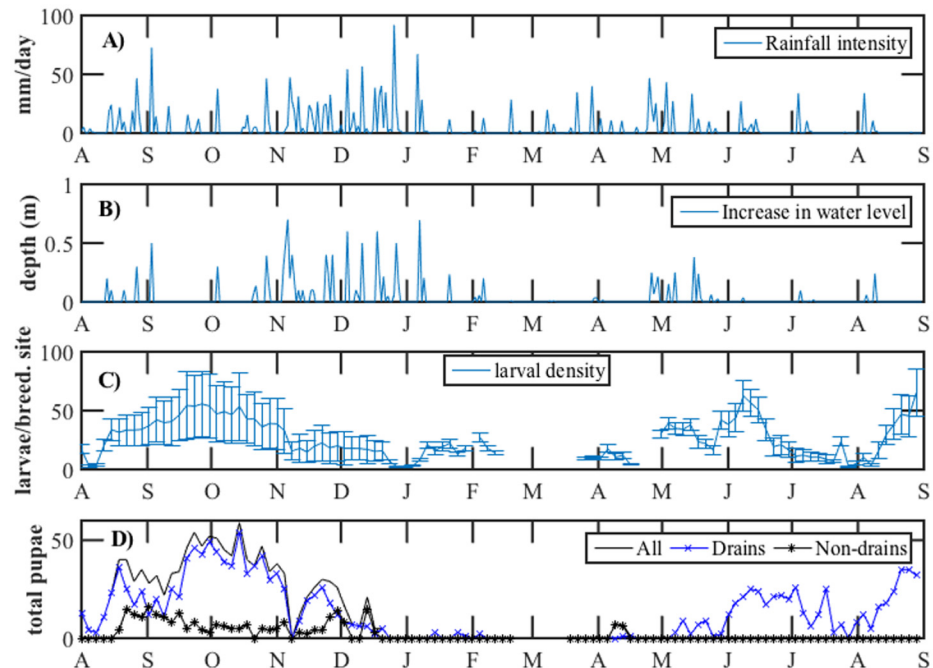 100
A)
Rainfall intensity
mm/day
50
0
A S O N D J F M A M J J A S
1
B)
Increase in water level
depth (m)
0.5
0
A S O N D J F M A M J J A S
100
C)
larval density
larvae/breed. site
50
0
A S O N D J F M A M J J A S
D)
All Drains Non-drains
total pupae
50
0
A S O N D J F M A M J J A S